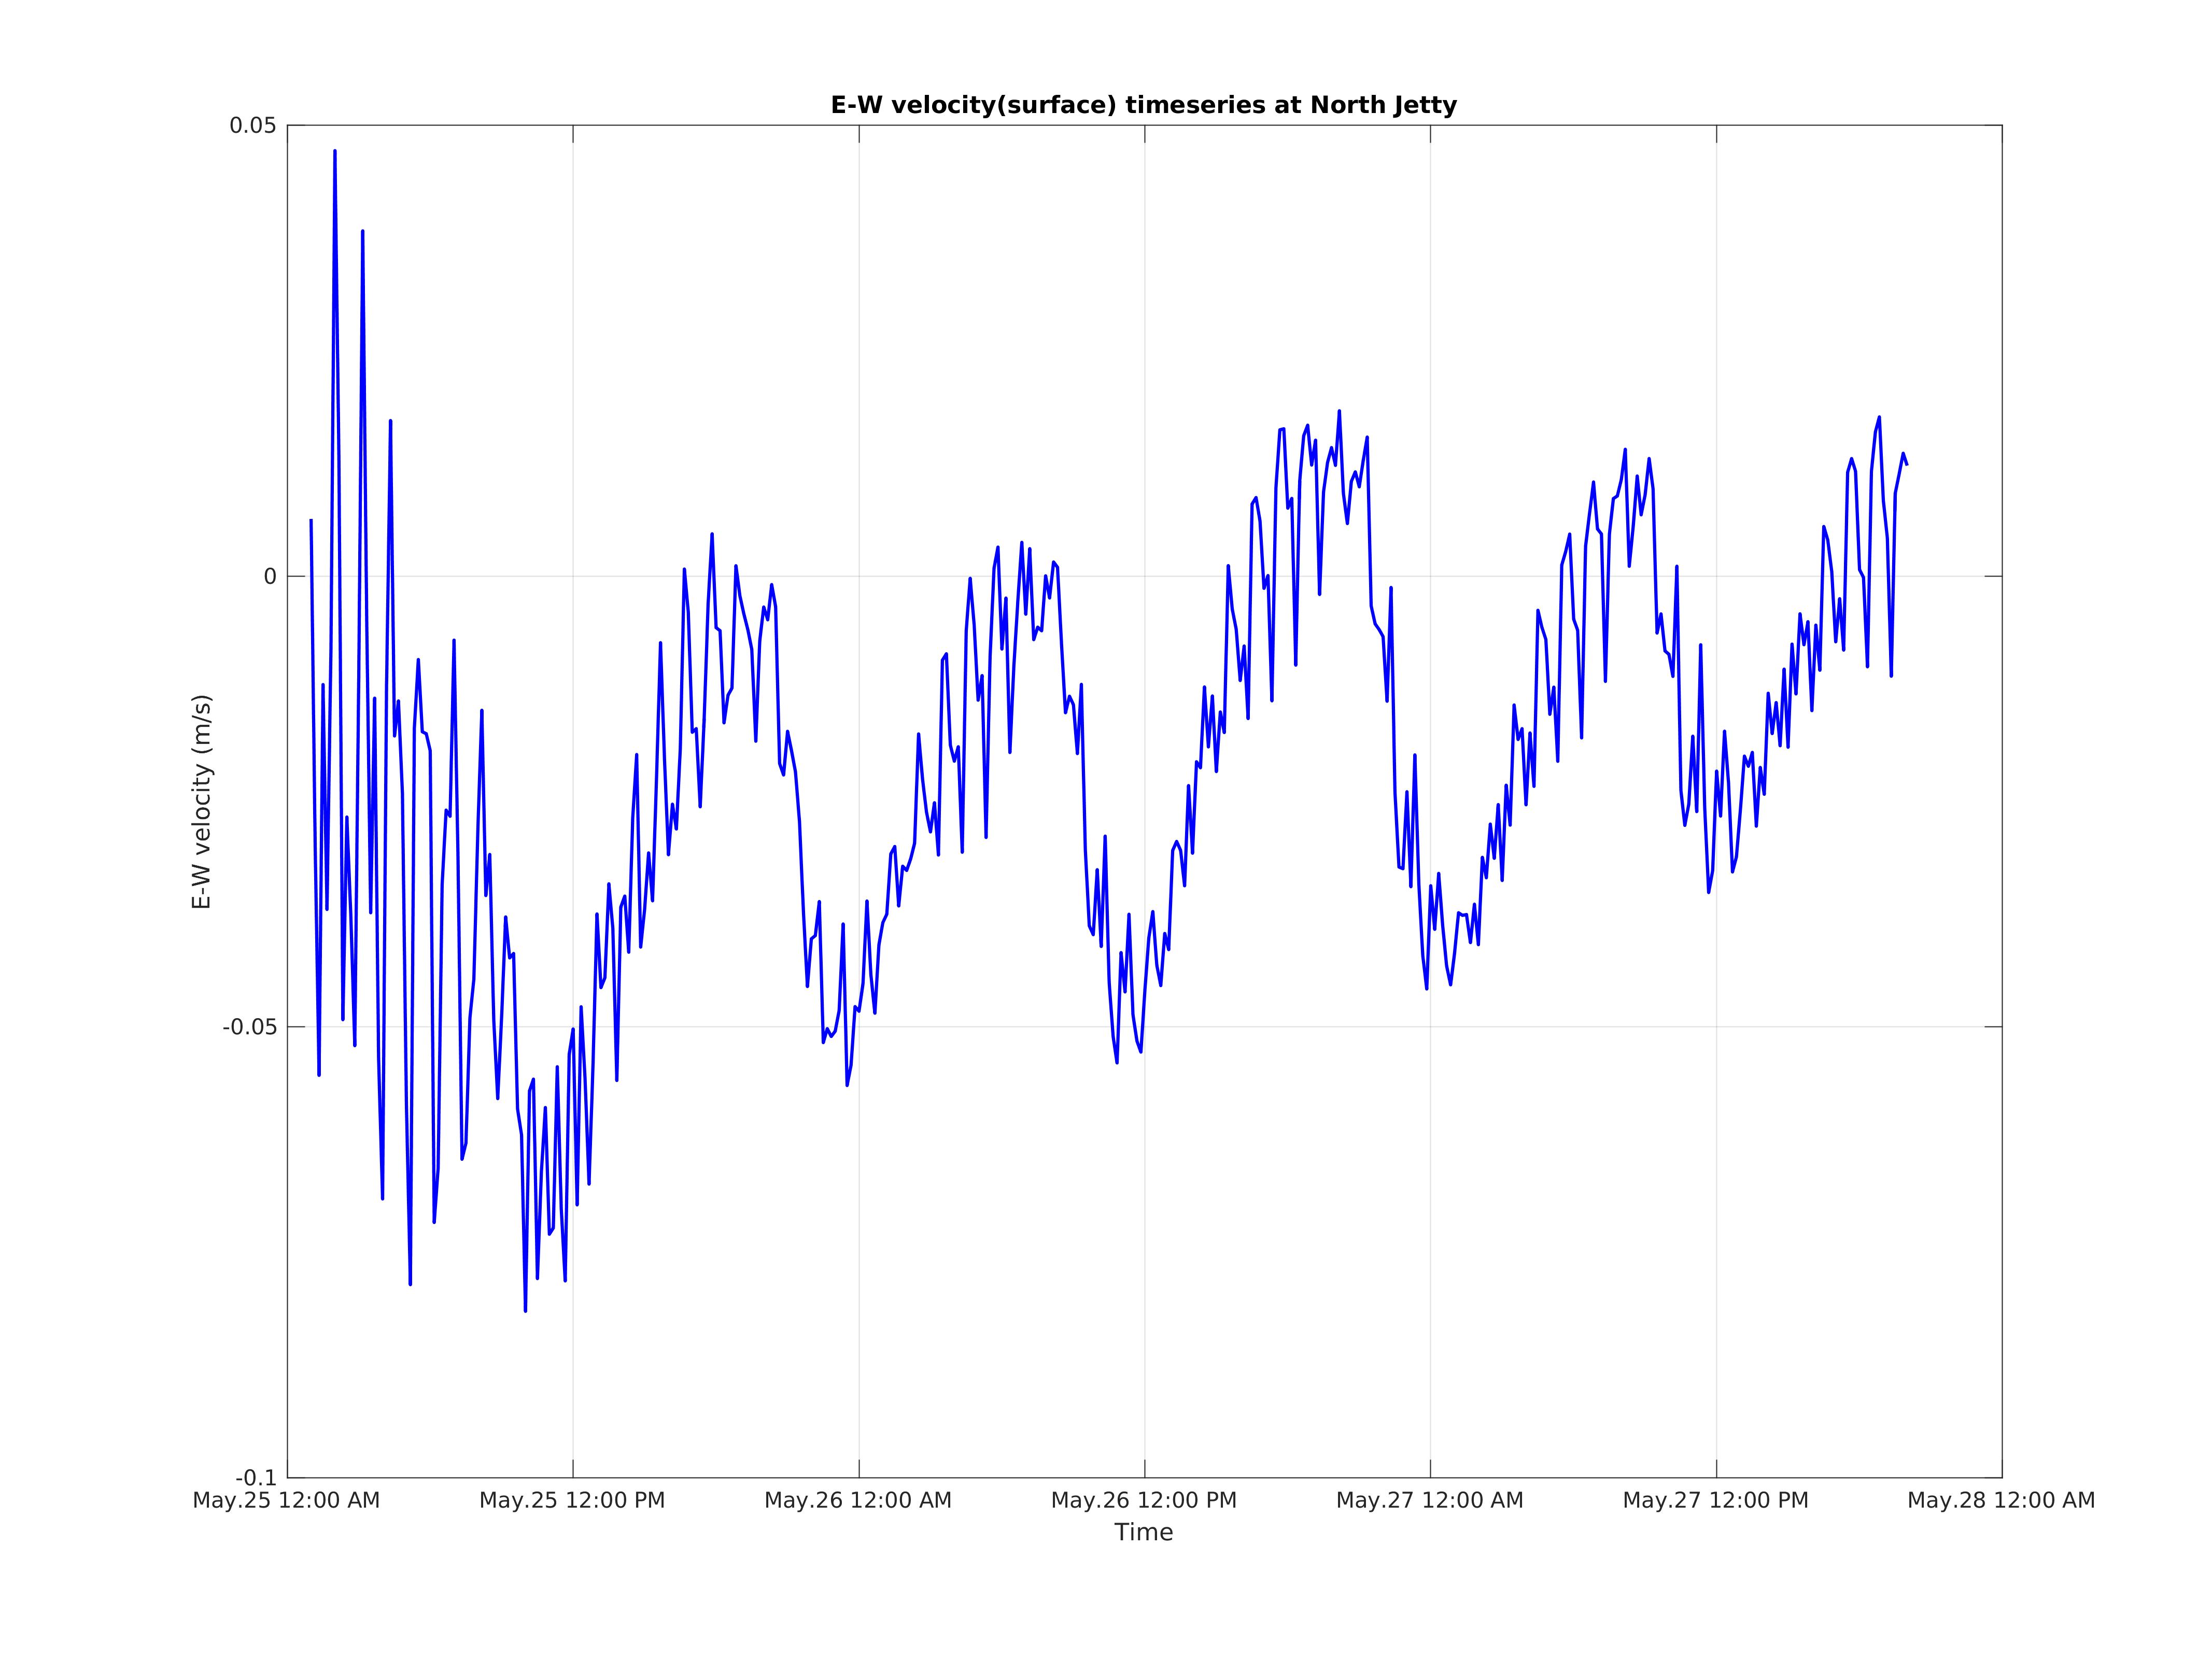 E-W velocity(surface) timeseries at North Jetty
0.05
0
-0.05
-0.1
E-W velocity (m/s)
May.25 12:00 AM May.25 12:00 PM May.26 12:00 AM May.26 12:00 PM May.27 12:00 AM May.27 12:00 PM May.28 12:00 AM
Time